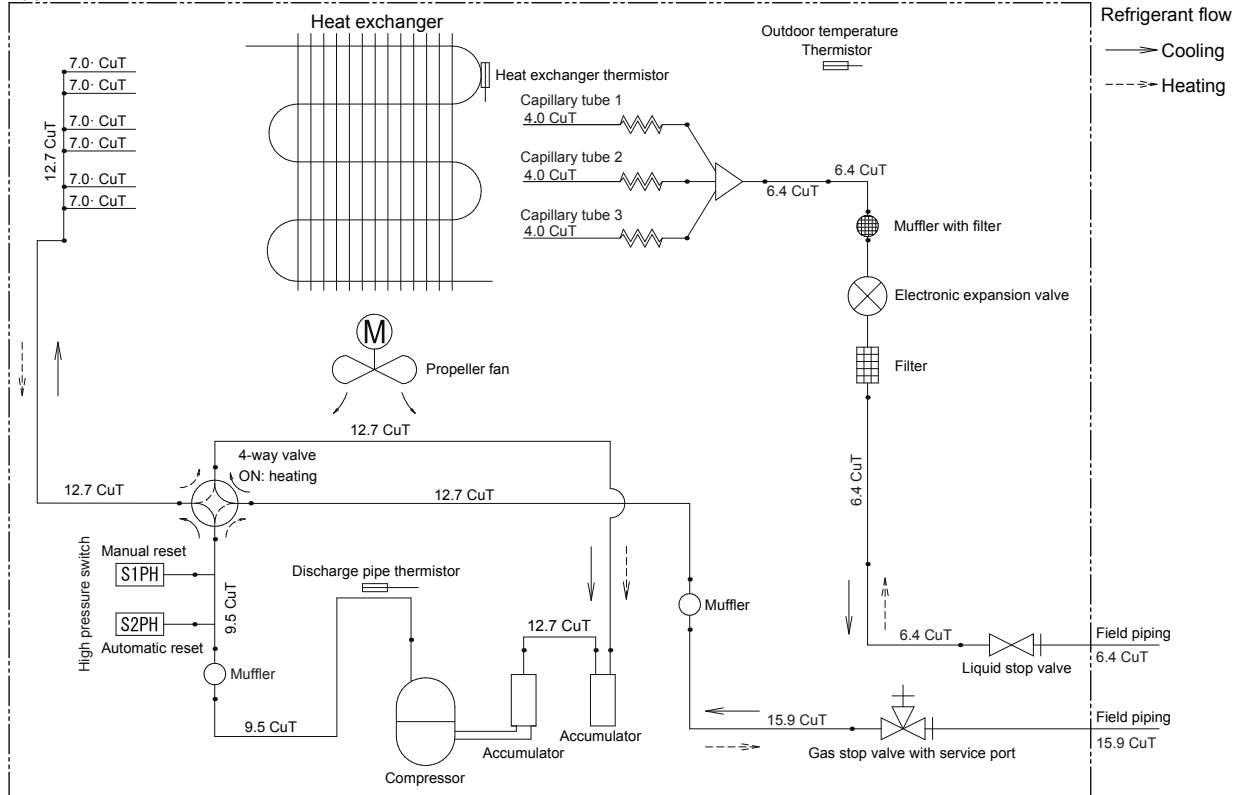 Heat exchanger
Outdoor temperature
Thermistor
Refrigerant flow
Cooling
Heating
7.0· CuT
7.0· CuT
7.0· CuT
7.0· CuT
7.0· CuT
7.0· CuT
12.7 CuT
Heat exchanger thermistor
Capillary tube 1
4.0 CuT
Capillary tube 2
4.0 CuT
Capillary tube 3
4.0 CuT
6.4 CuT
6.4 CuT
Muffler with filter
Electronic expansion valve
Filter
M
Propeller fan
12.7 CuT
4-way valve
ON: heating
12.7 CuT
12.7 CuT
6.4 CuT
High pressure switch
Manual reset
S1PH
S2PH
Automatic reset
9.5 CuT
Muffler
Discharge pipe thermistor
9.5 CuT
12.7 CuT
Compressor
Accumulator
Accumulator
Muffler
6.4 CuT
Liquid stop valve
Field piping
6.4 CuT
15.9 CuT
Gas stop valve with service port
Field piping
15.9 CuT